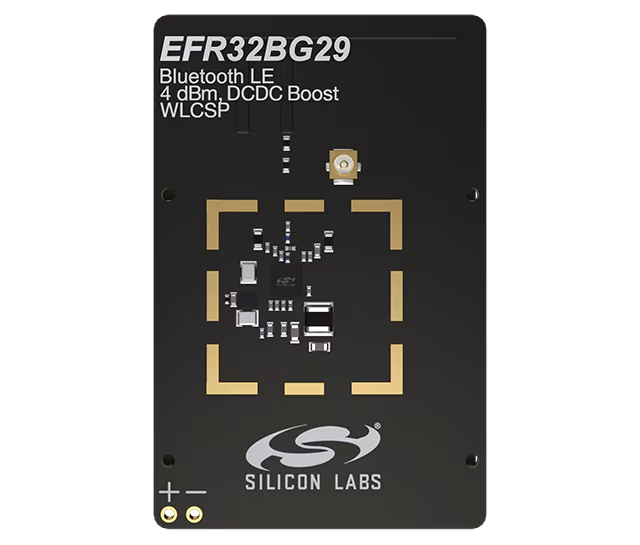 EFR32BG29
Bluetooth LE
4 dBm, DCDC Boost
WLCSP
®
SILICON LABS
+ −